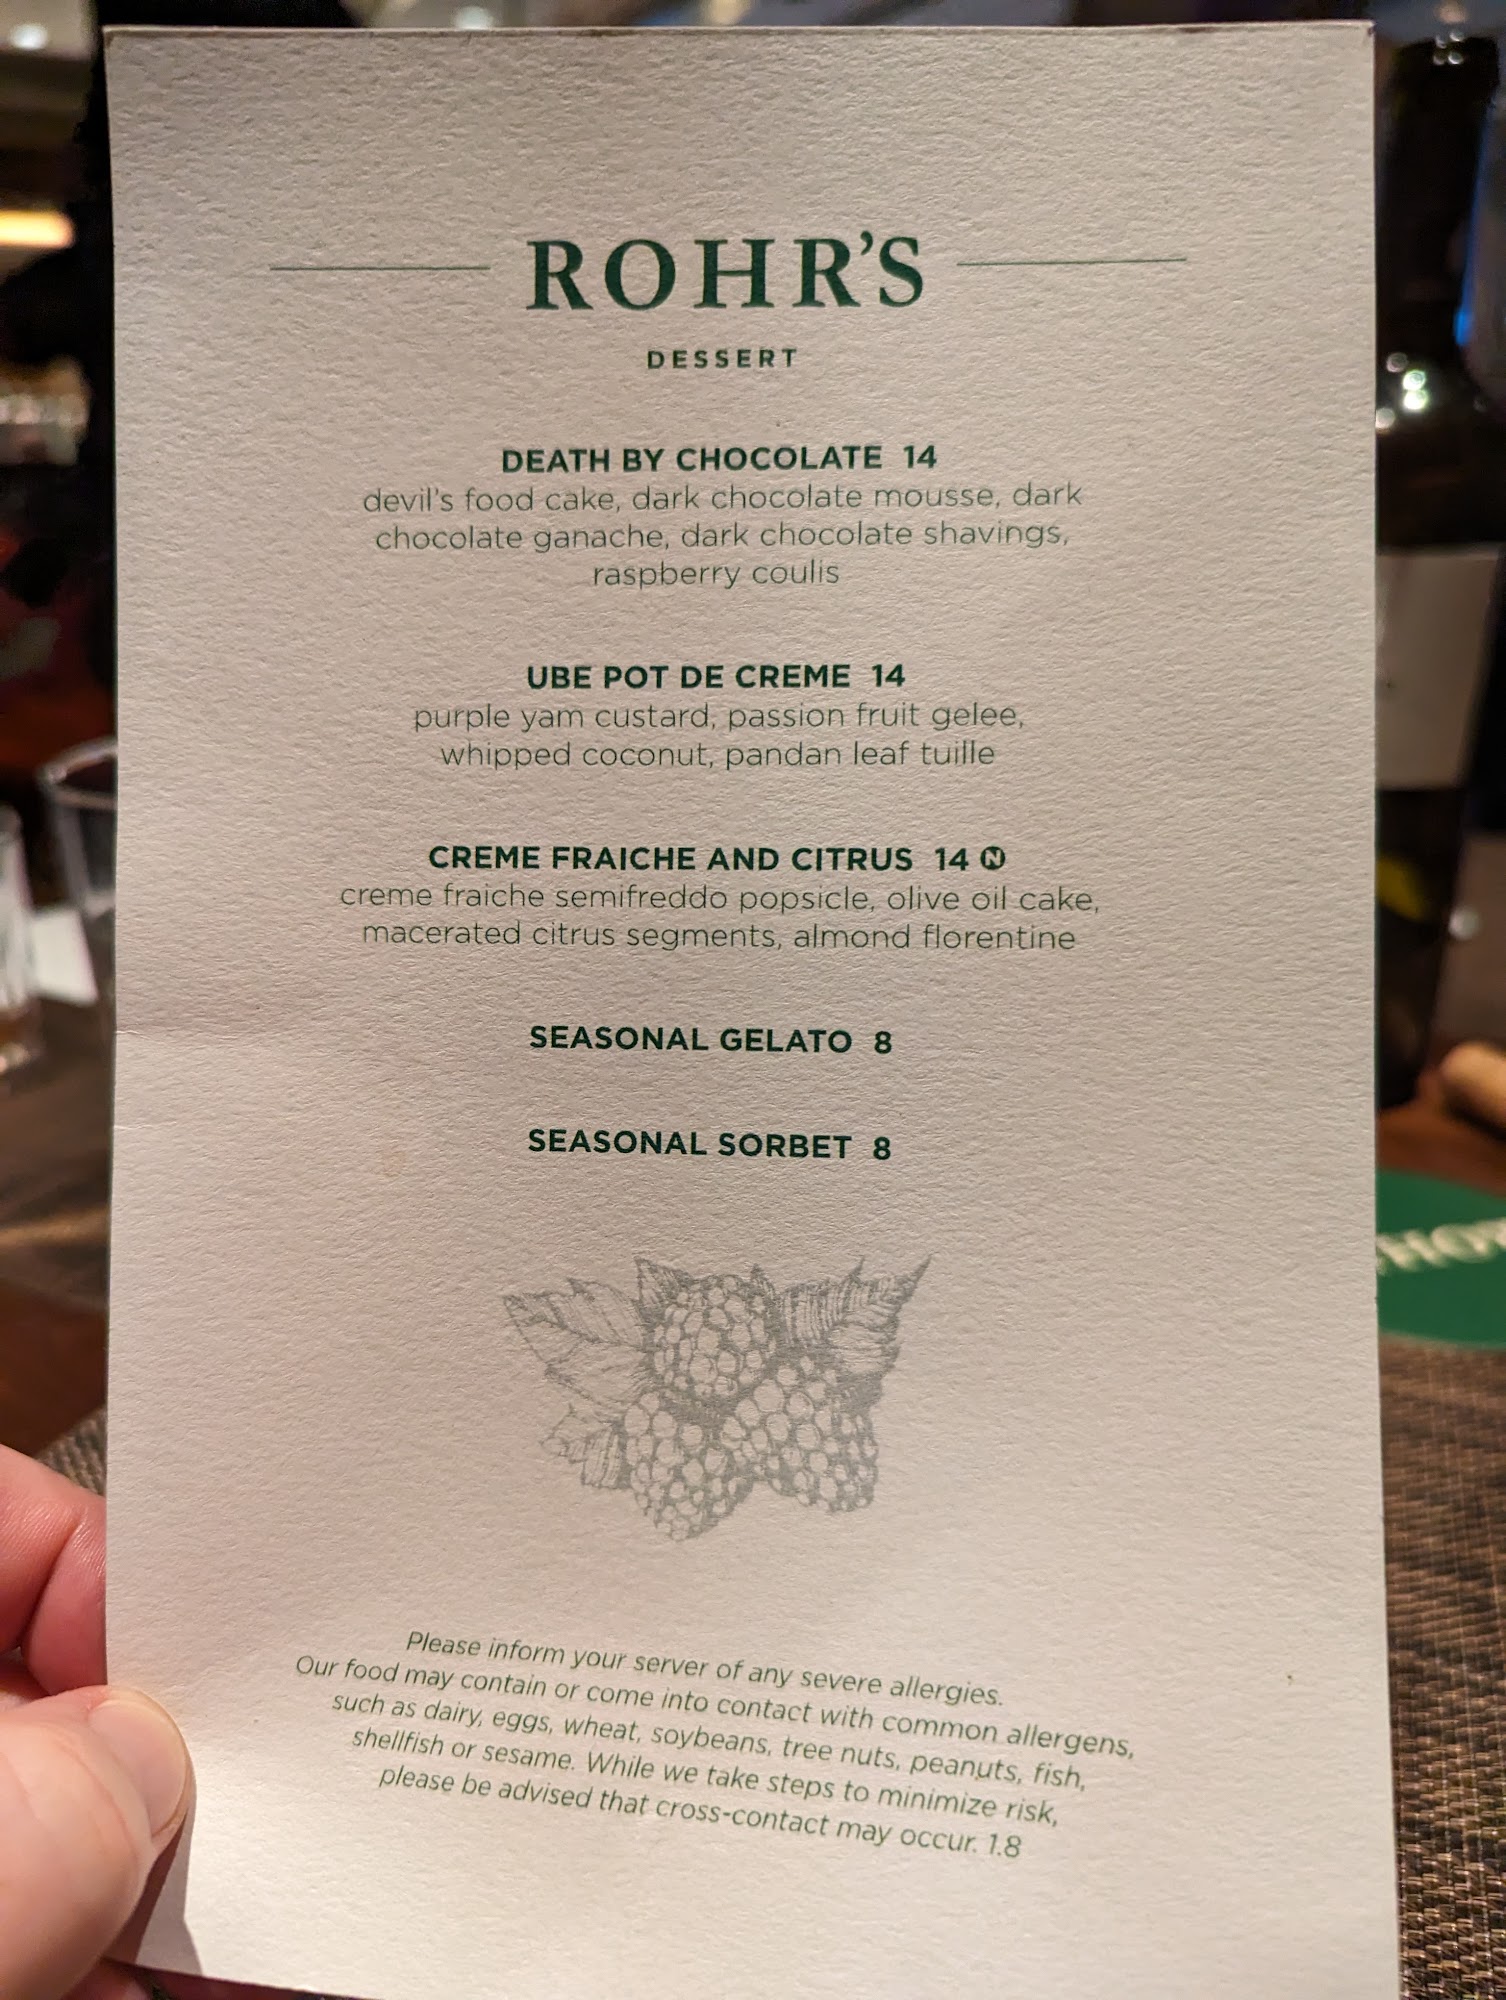 ROHR'S
DESSERT
DEATH BY CHOCOLATE 14
devil's food cake, dark chocolate mousse, dark
chocolate ganache, dark chocolate shavings,
raspberry coulis
UBE POT DE CREME 14
purple yam custard, passion fruit gelee,
whipped coconut, pandan leaf tuille
CREME FRAICHE AND CITRUS 14 N
creme fraiche semifreddo popsicle, olive oil cake,
macerated citrus segments, almond florentine
SEASONAL GELATO 8
SEASONAL SORBET 8
Please inform your server of any severe allergies.
Our food may contain or come into contact with common allergens,
such as dairy, eggs, wheat, soybeans, tree nuts, peanuts, fish,
shellfish or sesame. While we take steps to minimize risk,
please be advised that cross-contact may occur. 1.8